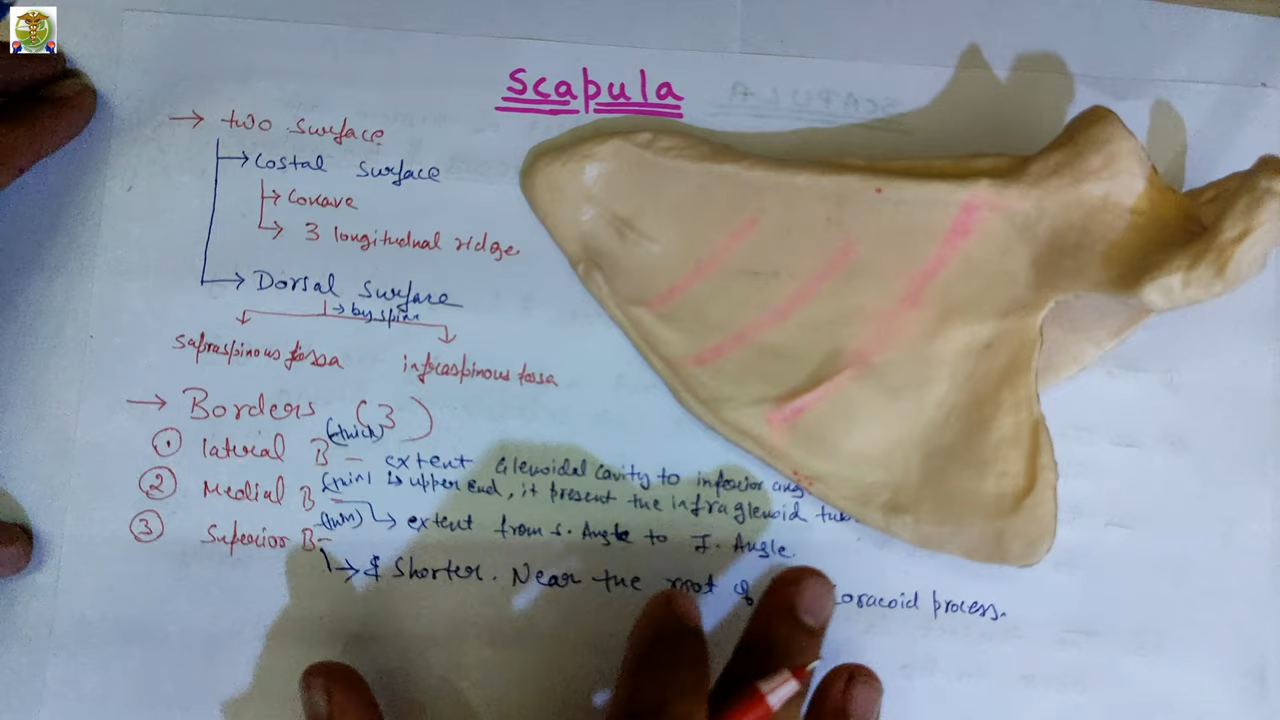 Scapula
→ two surface
→ Costal surface
→ Concave
→ 3 longitudnal ridge
→ Dorsal surface
→ by spine
supraspinous fossa
infraspinous fossa
→ Borders (3)
① lateral B (thick) – extent Glenoidal cavity to inferior ang
↳ upper end, it present the infraglenoid tu
② Medial B (thin) → extent from s. Angle to I. Angle
③ Superior B – (thin)
→ Shorter. Near the root of Coracoid process.